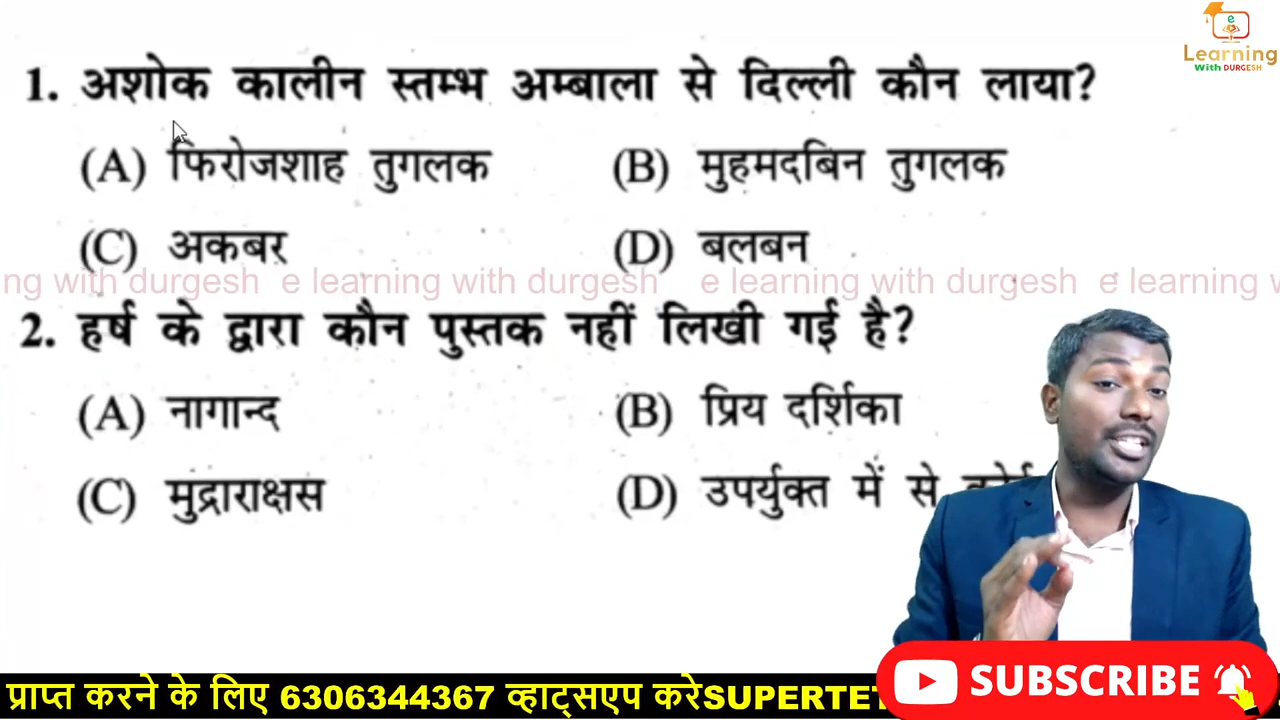 e
Learning
With DURGESH
1. अशोक कालीन स्तम्भ अम्बाला से दिल्ली कौन लाया?
(A) फिरोजशाह तुगलक (B) मुहमदबिन तुगलक
(C) अकबर (D) बलबन
ng with durgesh e learning with durgesh e learning with durgesh e learning w
2. हर्ष के द्वारा कौन पुस्तक नहीं लिखी गई है?
(A) नागान्द (B) प्रिय दर्शिका
(C) मुद्राराक्षस (D) उपर्युक्त में से
प्राप्त करने के लिए 6306344367 व्हाट्सएप करेSUPERTET
SUBSCRIBE